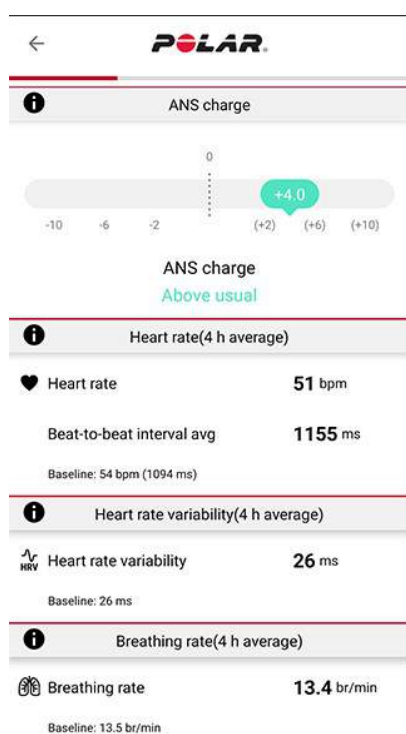 POLAR
ANS charge
0
+4.0
-10 -6 -2 (+2) (+6) (+10)
ANS charge
Above usual
Heart rate(4 h average)
Heart rate 51 bpm
Beat-to-beat interval avg 1155 ms
Baseline: 54 bpm (1094 ms)
Heart rate variability(4 h average)
HRV Heart rate variability 26 ms
Baseline: 26 ms
Breathing rate(4 h average)
Breathing rate 13.4 br/min
Baseline: 13.5 br/min